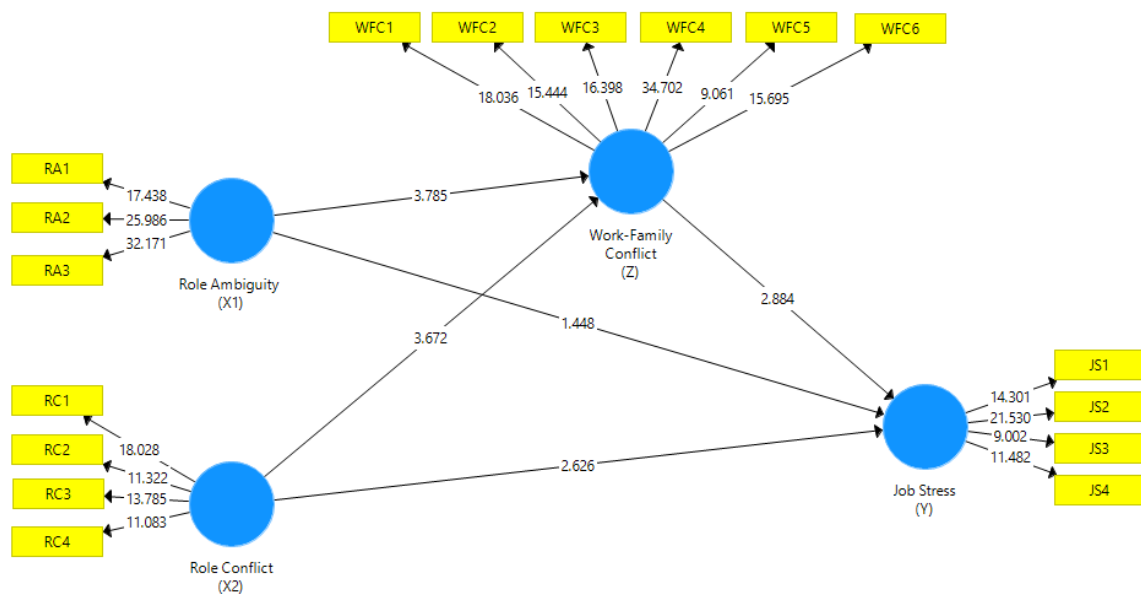 WFC1
WFC2
WFC3
WFC4
WFC5
WFC6
18.036
15.444
16.398
34.702
9.061
15.695
RA1
RA2
RA3
17.438
25.986
32.171
Role Ambiguity
(X1)
3.785
Work-Family
Conflict
(Z)
3.672
1.448
2.884
RC1
RC2
RC3
RC4
18.028
11.322
13.785
11.083
Role Conflict
(X2)
2.626
JS1
JS2
JS3
JS4
14.301
21.530
9.002
11.482
Job Stress
(Y)